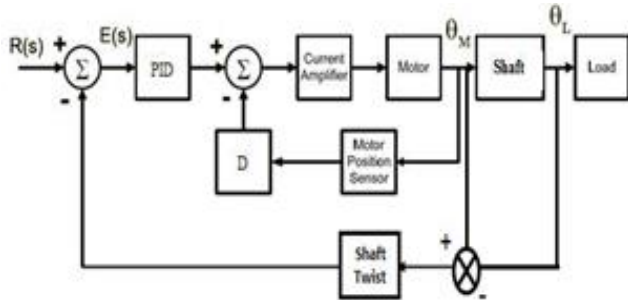 R(s)
+
-
Σ
E(s)
PID
+
-
Σ
Current
Amplifier
Motor
θM
Shaft
θL
Load
D
Motor
Position
Sensor
Shaft
Twist
+
-